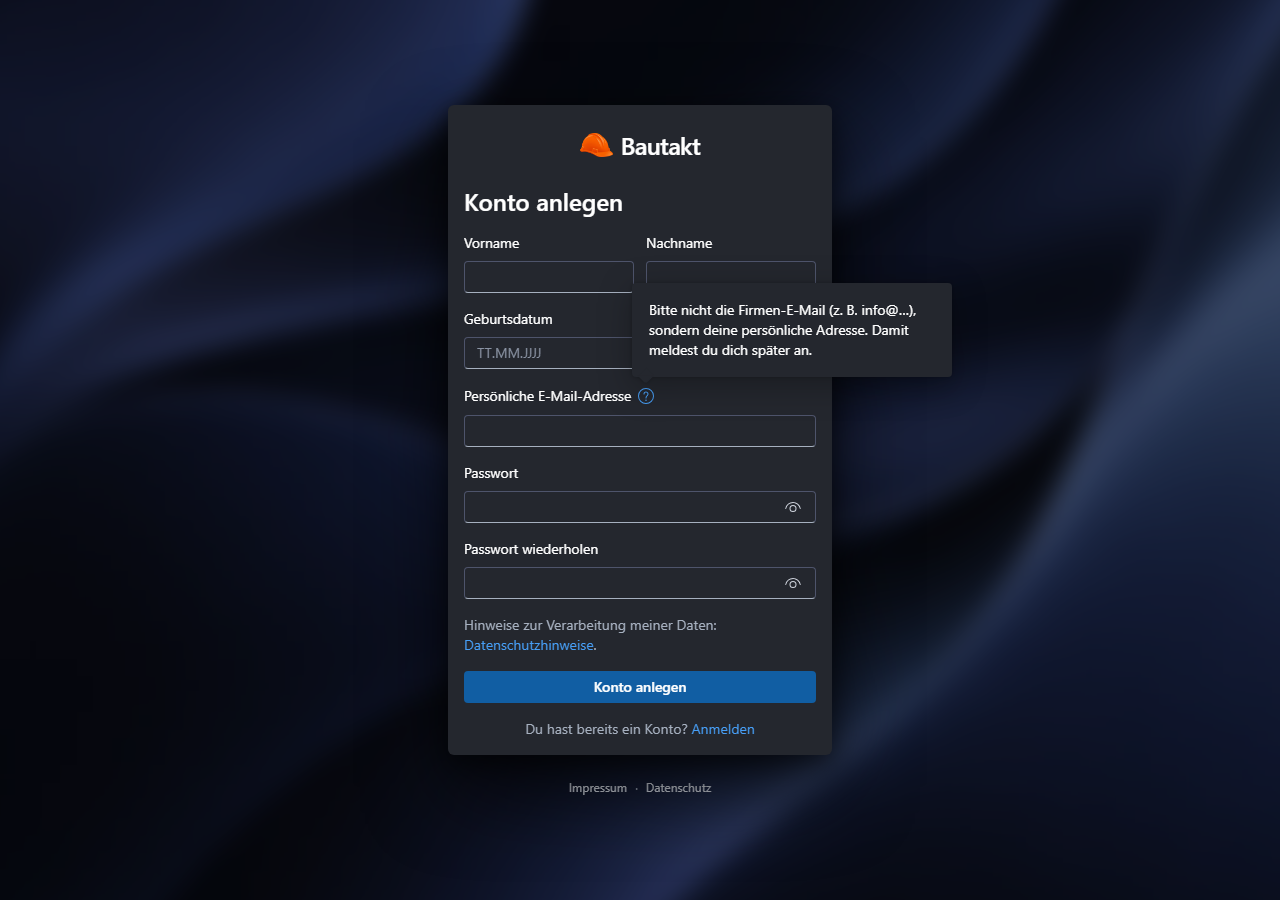 Bautakt
Konto anlegen
Vorname
Nachname
Bitte nicht die Firmen-E-Mail (z. B. info@...),
sondern deine persönliche Adresse. Damit
meldest du dich später an.
Geburtsdatum
TT.MM.JJJJ
Persönliche E-Mail-Adresse ?
Passwort
Passwort wiederholen
Hinweise zur Verarbeitung meiner Daten:
Datenschutzhinweise.
Konto anlegen
Du hast bereits ein Konto? Anmelden
Impressum · Datenschutz